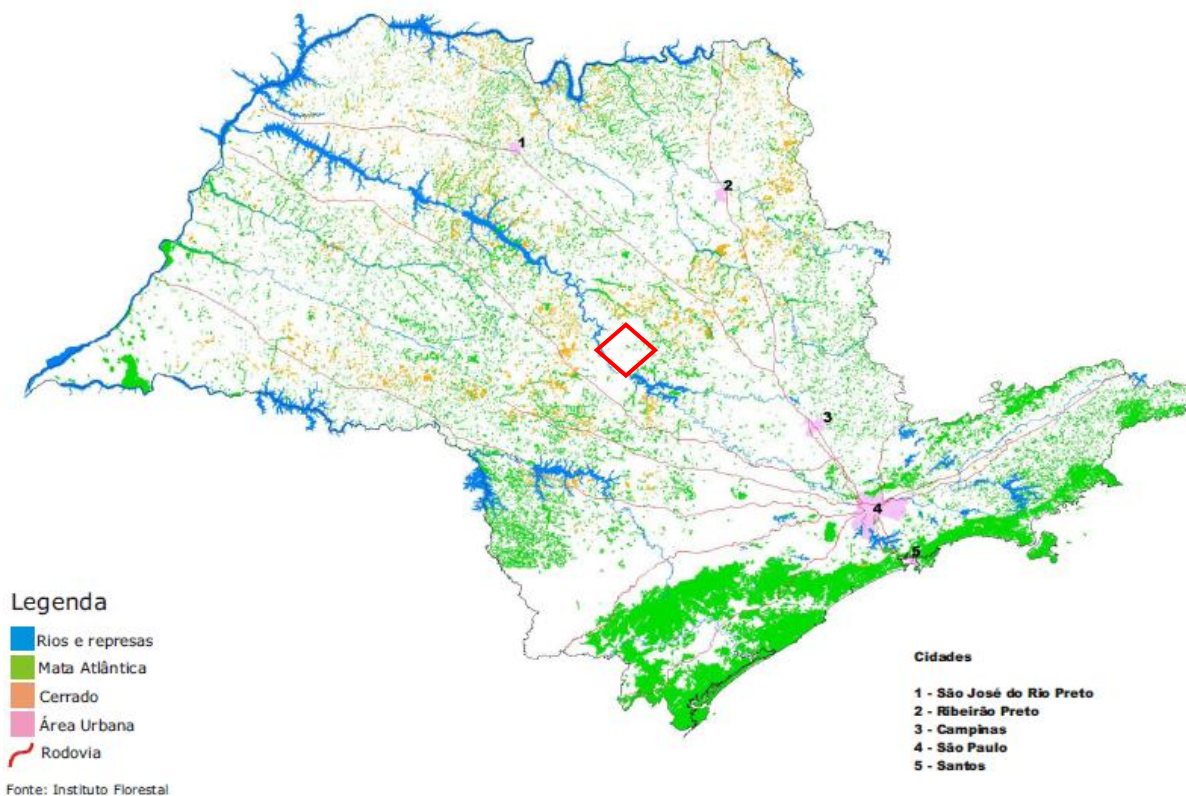 1
2
3
4
5
Legenda
Rios e represas
Mata Atlântica
Cerrado
Área Urbana
Rodovia
Fonte: Instituto Florestal
Cidades
1 - São José do Rio Preto
2 - Ribeirão Preto
3 - Campinas
4 - São Paulo
5 - Santos